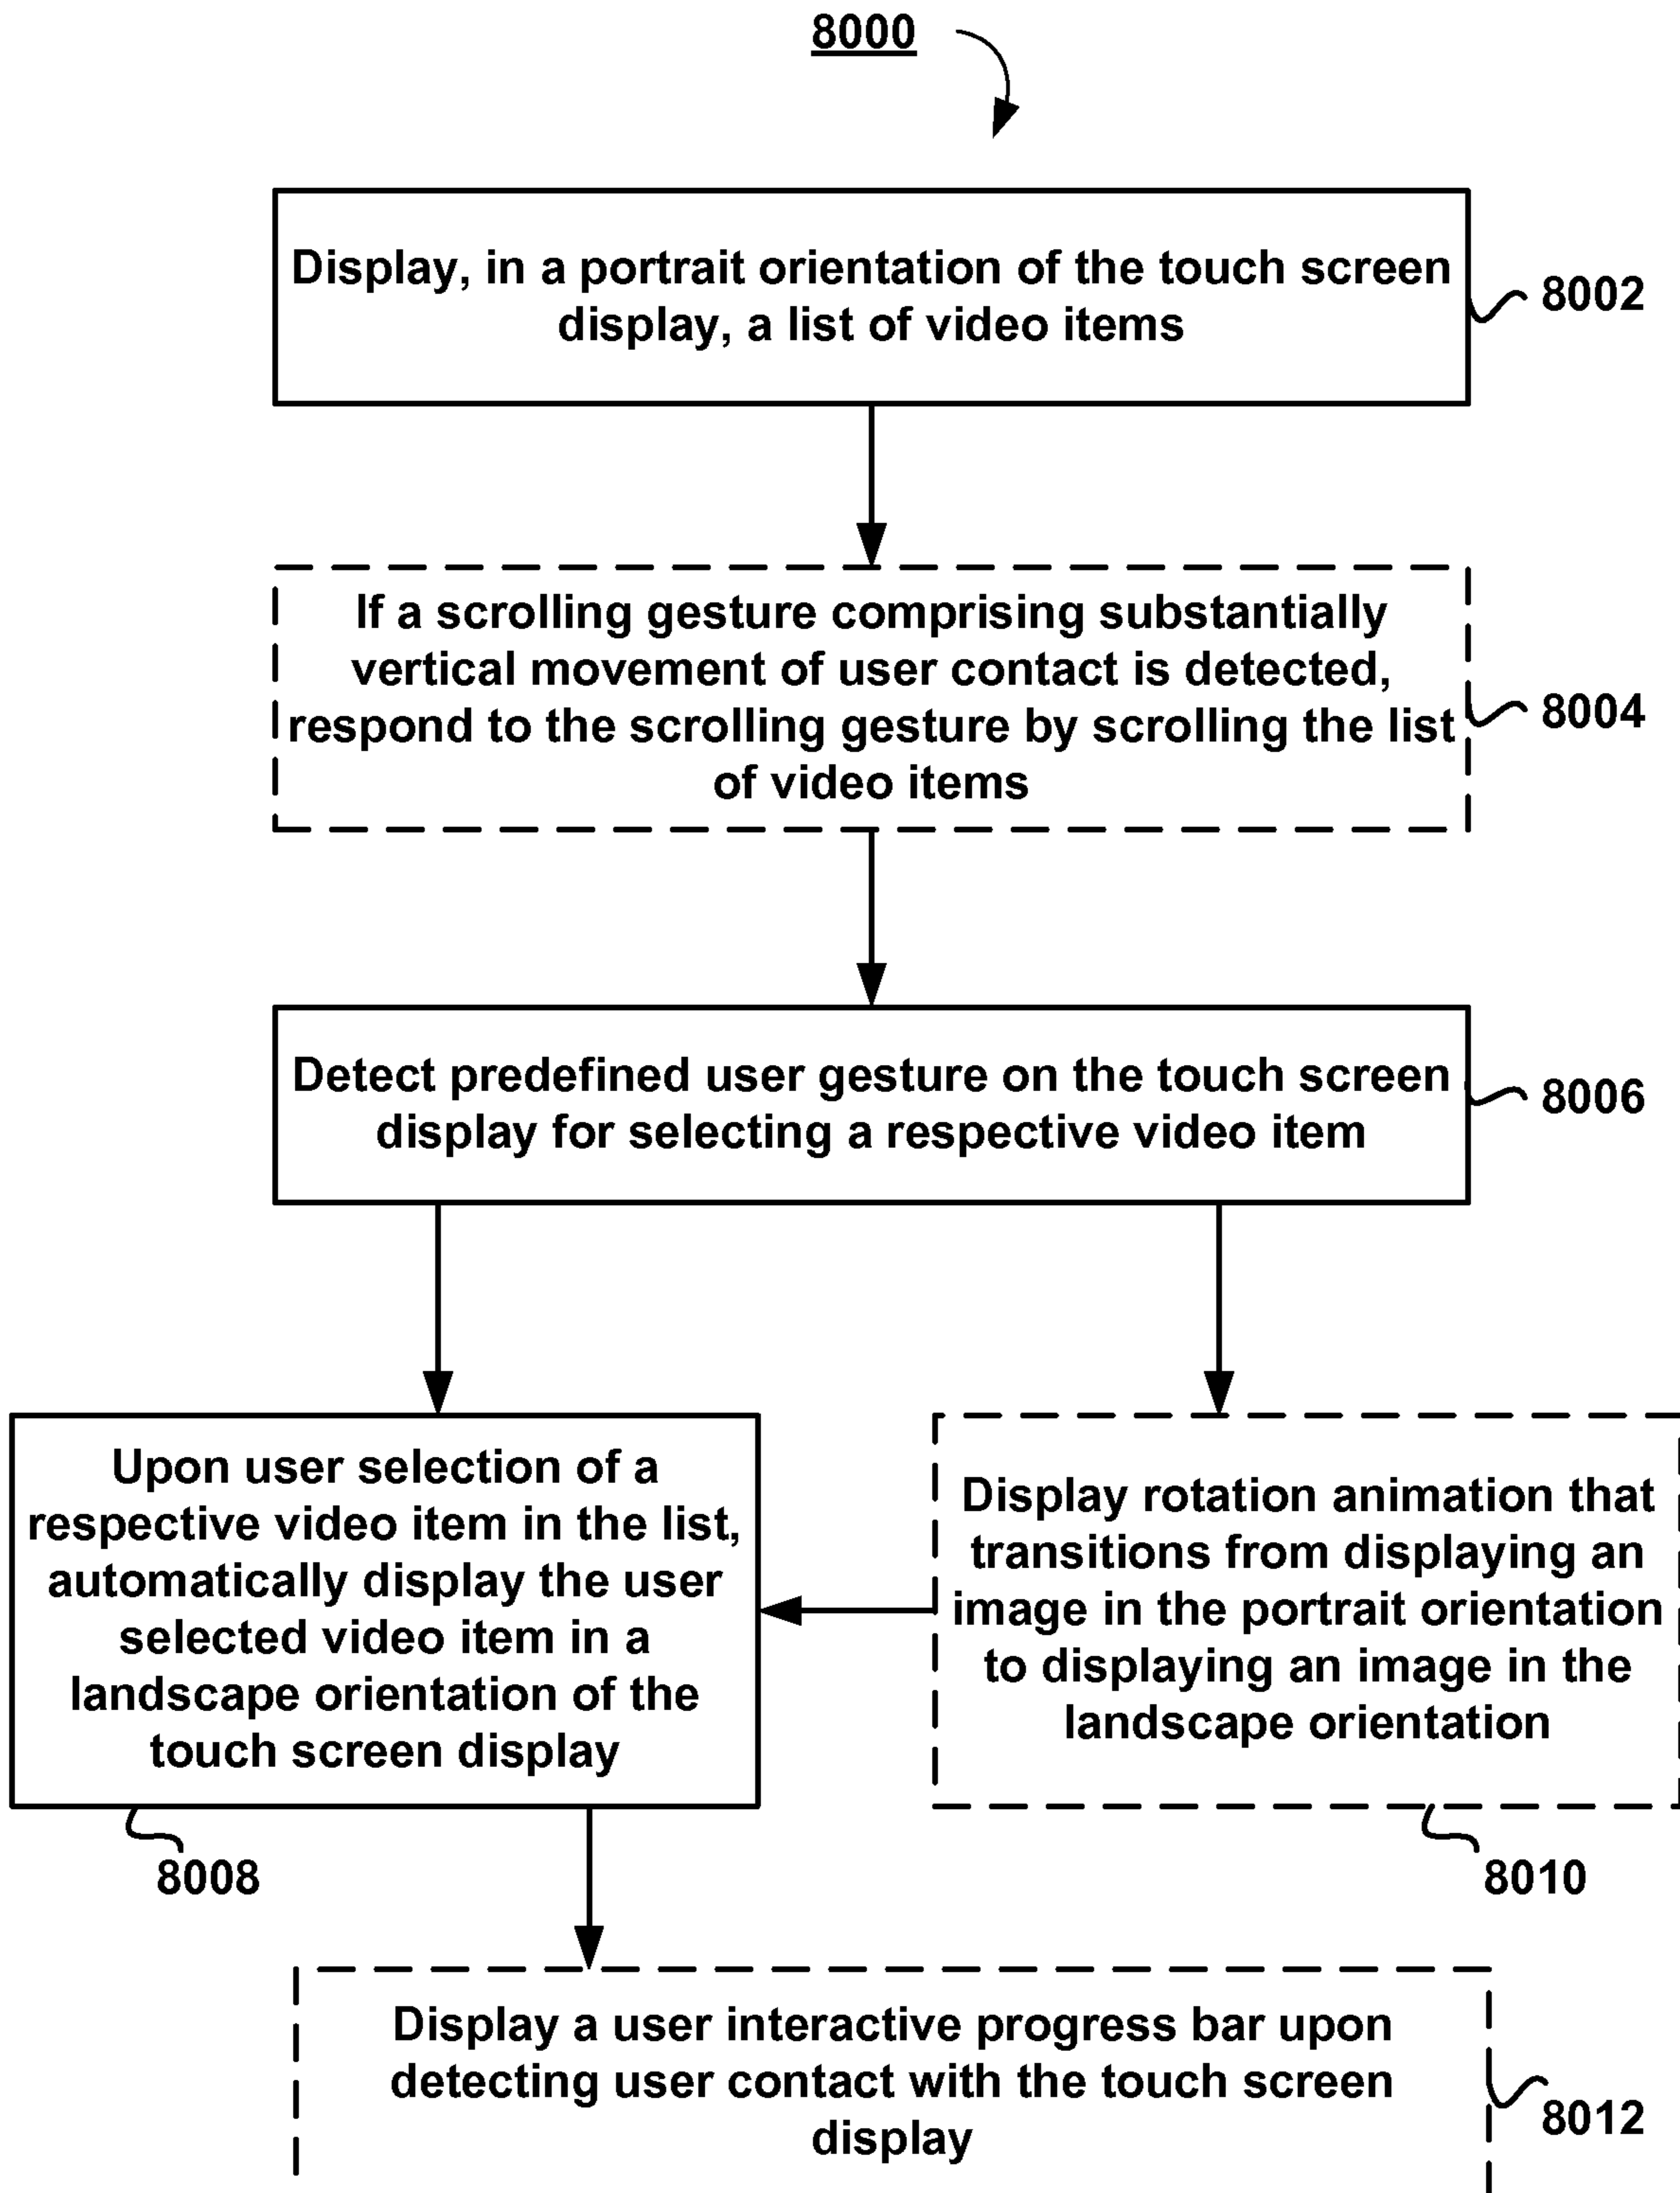 8000
Display, in a portrait orientation of the touch screen
display, a list of video items
8002
If a scrolling gesture comprising substantially
vertical movement of user contact is detected,
respond to the scrolling gesture by scrolling the list
of video items
8004
Detect predefined user gesture on the touch screen
display for selecting a respective video item
8006
Upon user selection of a
respective video item in the list,
automatically display the user
selected video item in a
landscape orientation of the
touch screen display
8008
Display rotation animation that
transitions from displaying an
image in the portrait orientation
to displaying an image in the
landscape orientation
8010
Display a user interactive progress bar upon
detecting user contact with the touch screen
display
8012